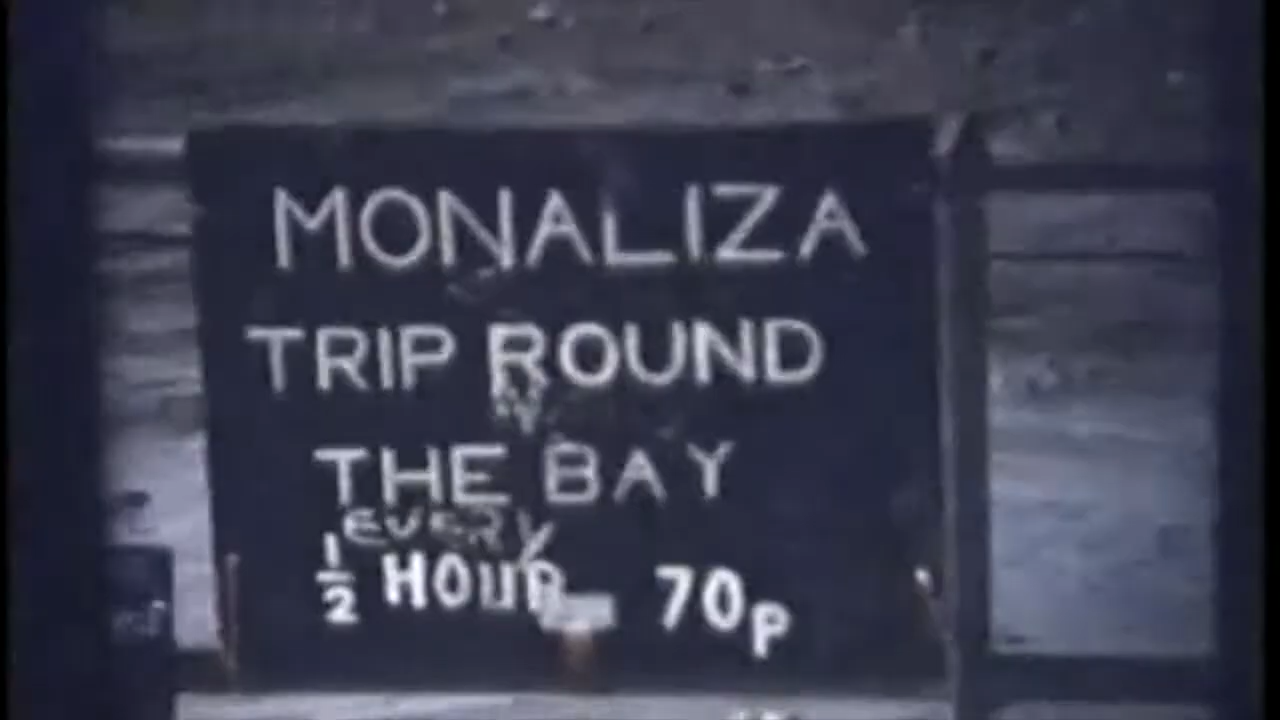 MONALIZA
TRIP ROUND
THE BAY
EVERY
½ HOUR 70p